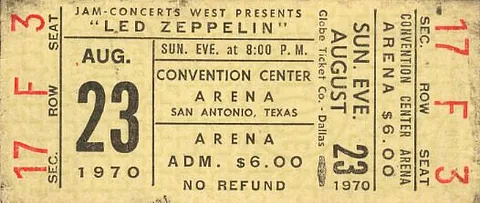 SEC. 17 ROW F SEAT 3
JAM-CONCERTS WEST PRESENTS
"LED ZEPPELIN"
AUG.
23
1970
SUN. EVE. at 8:00 P.M.
CONVENTION CENTER
ARENA
SAN ANTONIO, TEXAS
ARENA
ADM. $6.00
NO REFUND
Globe Ticket Co. - Dallas
SUN. EVE.
AUGUST
23
1970
CONVENTION CENTER ARENA
ARENA $6.00
SEC. ROW SEAT
17 F 3